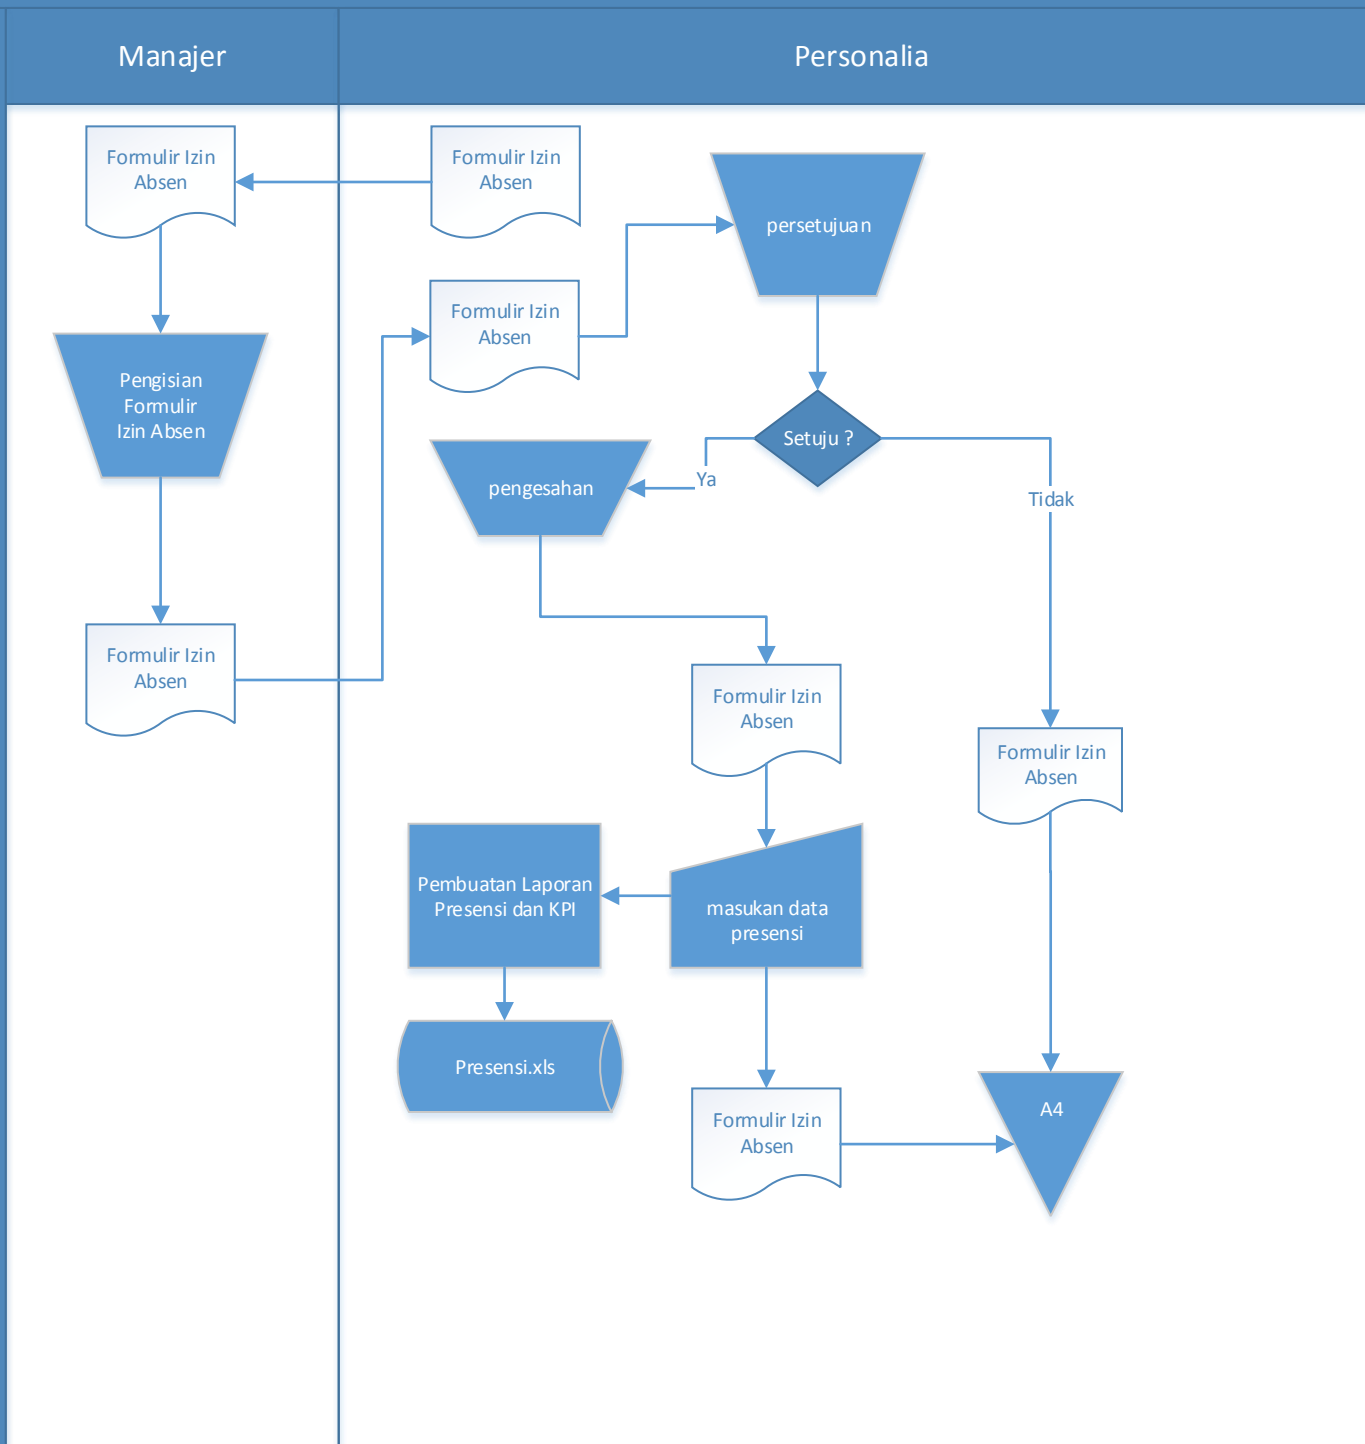 Manajer
Personalia
Formulir Izin
Absen
Formulir Izin
Absen
persetujuan
Formulir Izin
Absen
Pengisian
Formulir
Izin Absen
Setuju ?
Ya
pengesahan
Tidak
Formulir Izin
Absen
Formulir Izin
Absen
Formulir Izin
Absen
Pembuatan Laporan
Presensi dan KPI
masukan data
presensi
Presensi.xls
Formulir Izin
Absen
A4